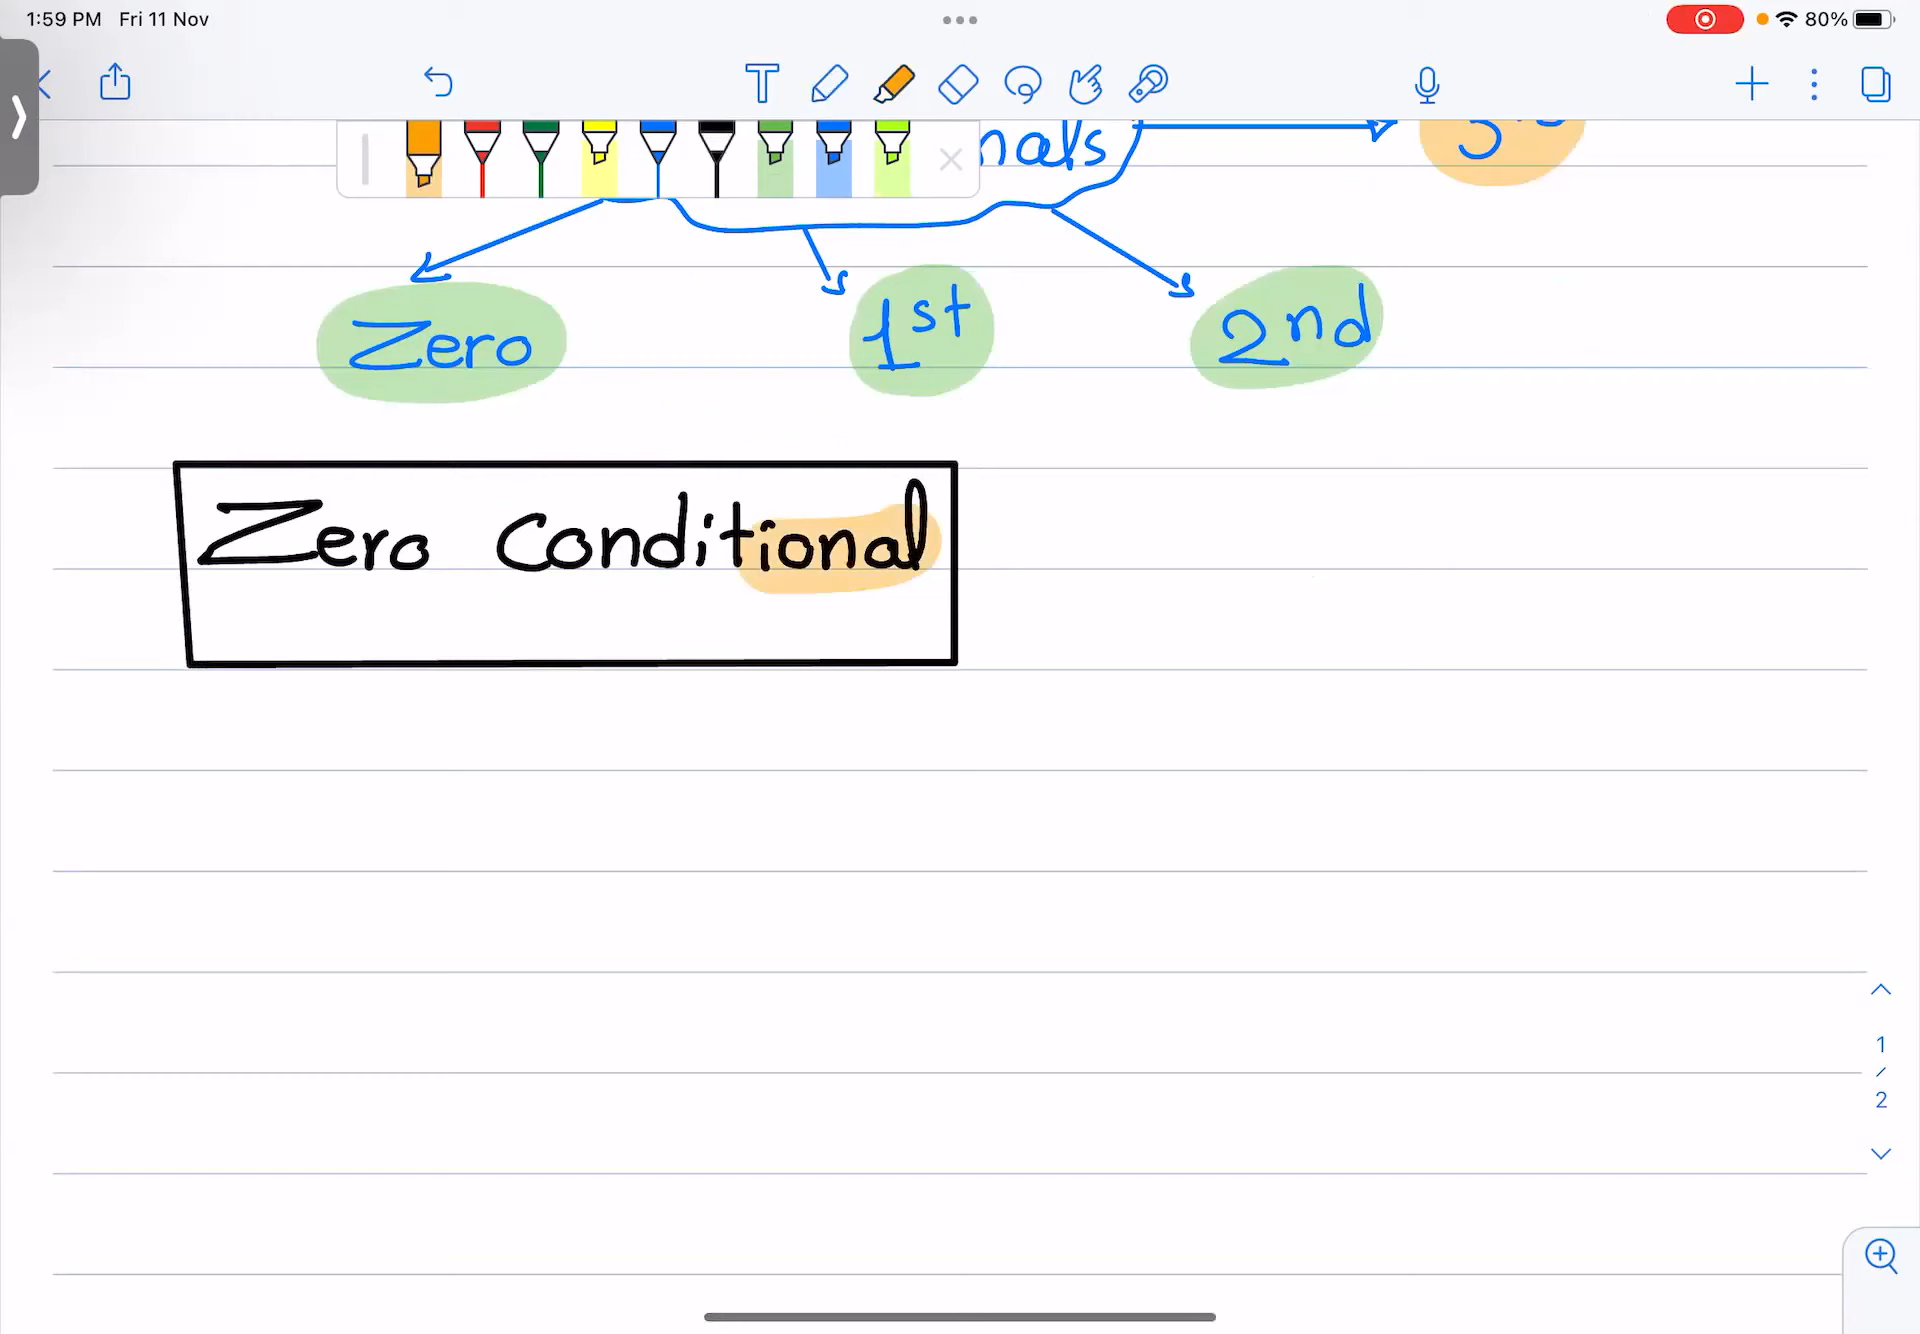 1:59 PM Fri 11 Nov
80%
nals
Zero
1st
2nd
Zero Conditional
1
/
2